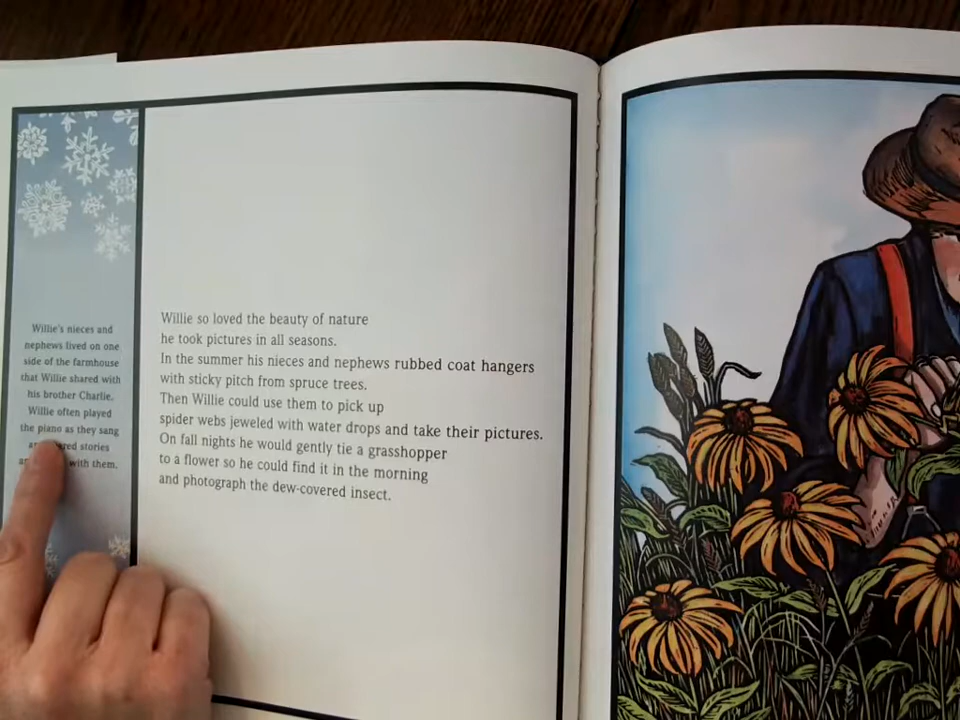 Willie's nieces and
nephews lived on one
side of the farmhouse
that Willie shared with
his brother Charlie.
Willie often played
the piano as they sang
stories
with them.
Willie so loved the beauty of nature
he took pictures in all seasons.
In the summer his nieces and nephews rubbed coat hangers
with sticky pitch from spruce trees.
Then Willie could use them to pick up
spider webs jeweled with water drops and take their pictures.
On fall nights he would gently tie a grasshopper
to a flower so he could find it in the morning
and photograph the dew-covered insect.